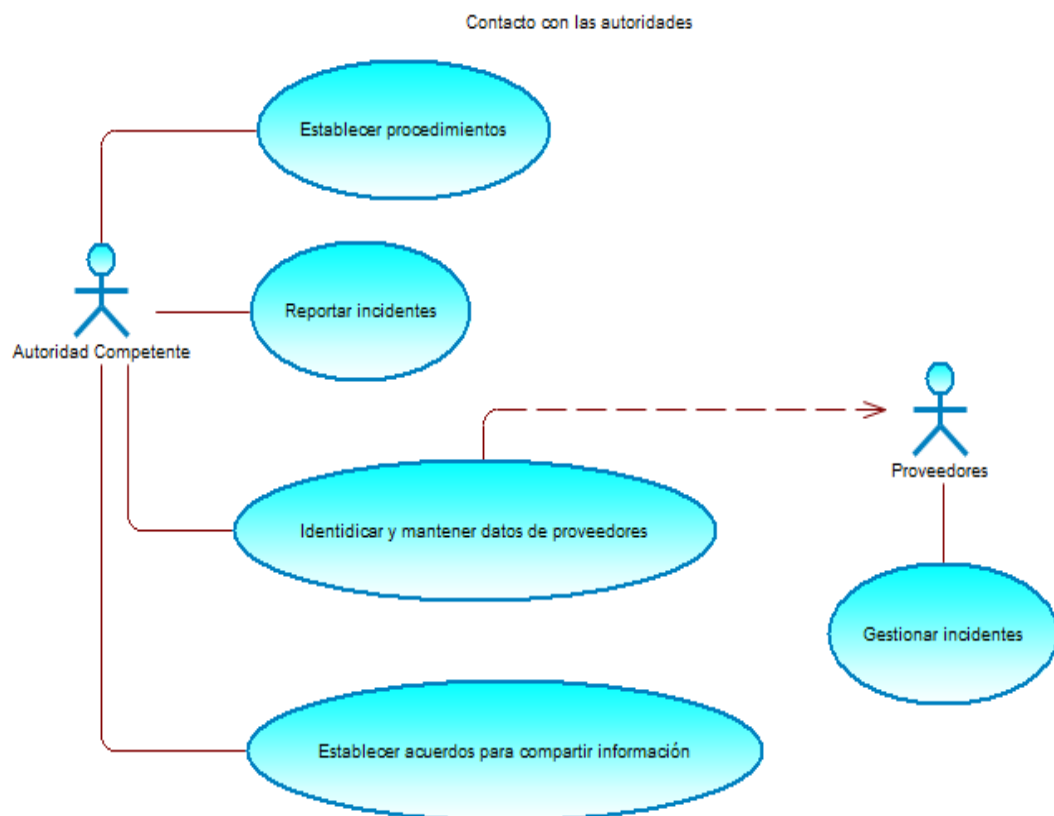 Contacto con las autoridades
Establecer procedimientos
Reportar incidentes
Autoridad Competente
Proveedores
Identidicar y mantener datos de proveedores
Gestionar incidentes
Establecer acuerdos para compartir información